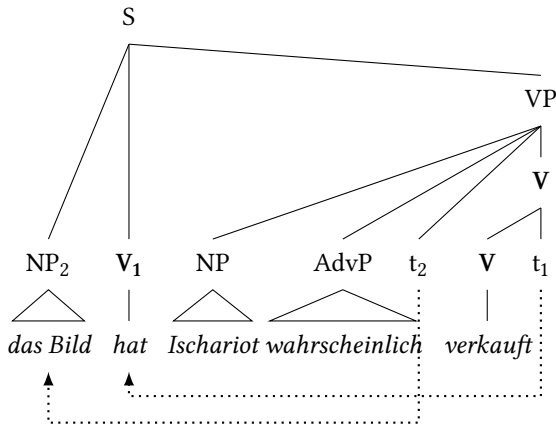 S
VP
V
NP₂ V₁ NP AdvP t₂ V t₁
das Bild hat Ischariot wahrscheinlich verkauft